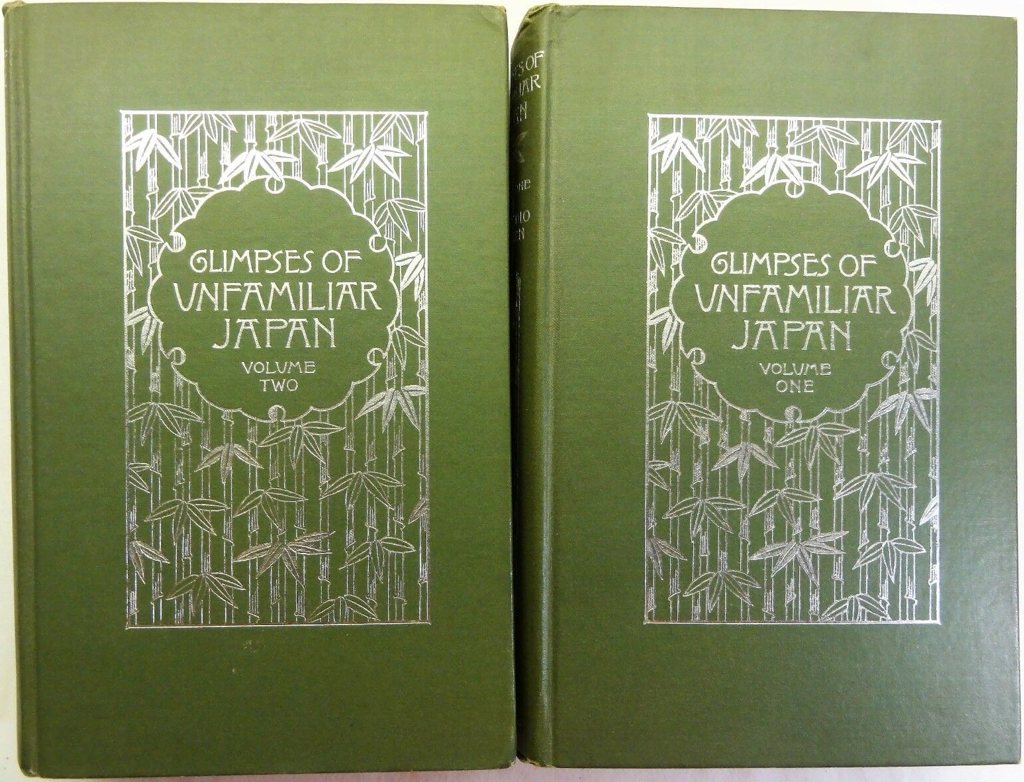 GLIMPSES OF
UNFAMILIAR
JAPAN
VOLUME
TWO
GLIMPSES OF
UNFAMILIAR
JAPAN
VOLUME
ONE